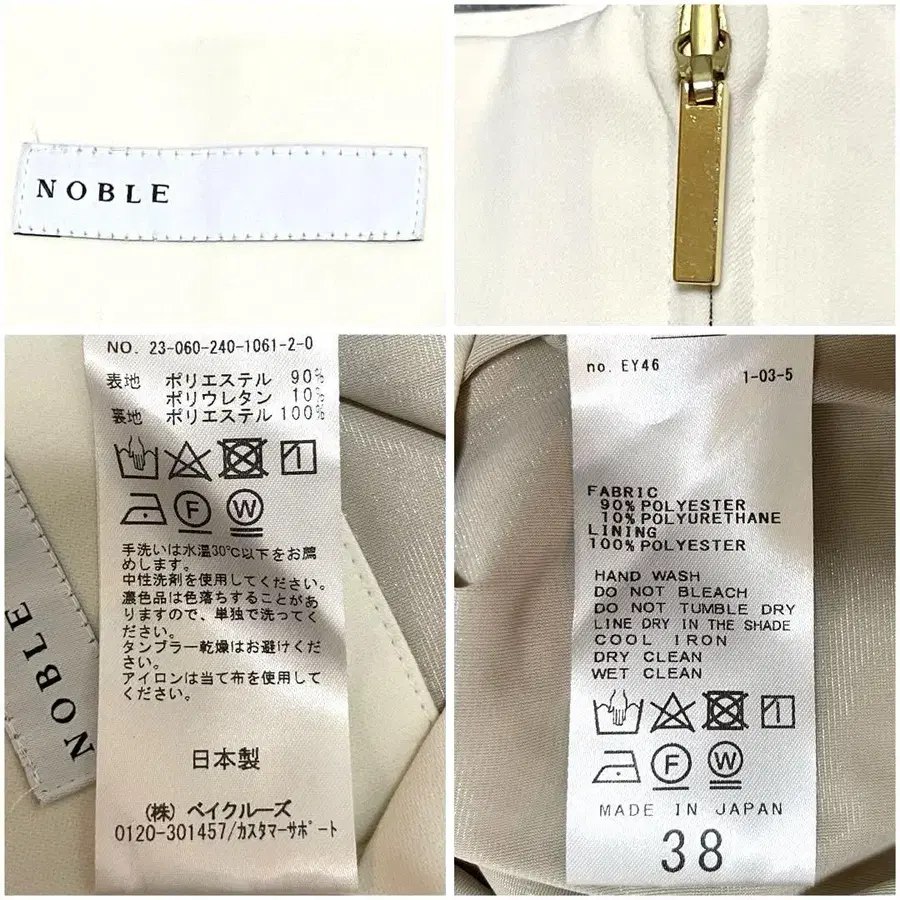 NOBLE
NO. 23-060-240-1061-2-0
表地 ポリエステル 90%
ポリウレタン 10%
裏地 ポリエステル 100%
F W
手洗いは水温30℃以下をお薦
めします。
中性洗剤を使用してください。
濃色品は色落ちすることがあ
りますので、単独で洗ってく
ださい。
タンブラー乾燥はお避けくだ
さい。
アイロンは当て布を使用して
ください。
日本製
(株) ベイクルーズ
0120-301457/カスタマーサポート
NOBLE
no. EY46
1-03-5
FABRIC
90% POLYESTER
10% POLYURETHANE
LINING
100% POLYESTER
HAND WASH
DO NOT BLEACH
DO NOT TUMBLE DRY
LINE DRY IN THE SHADE
COOL IRON
DRY CLEAN
WET CLEAN
F W
MADE IN JAPAN
38